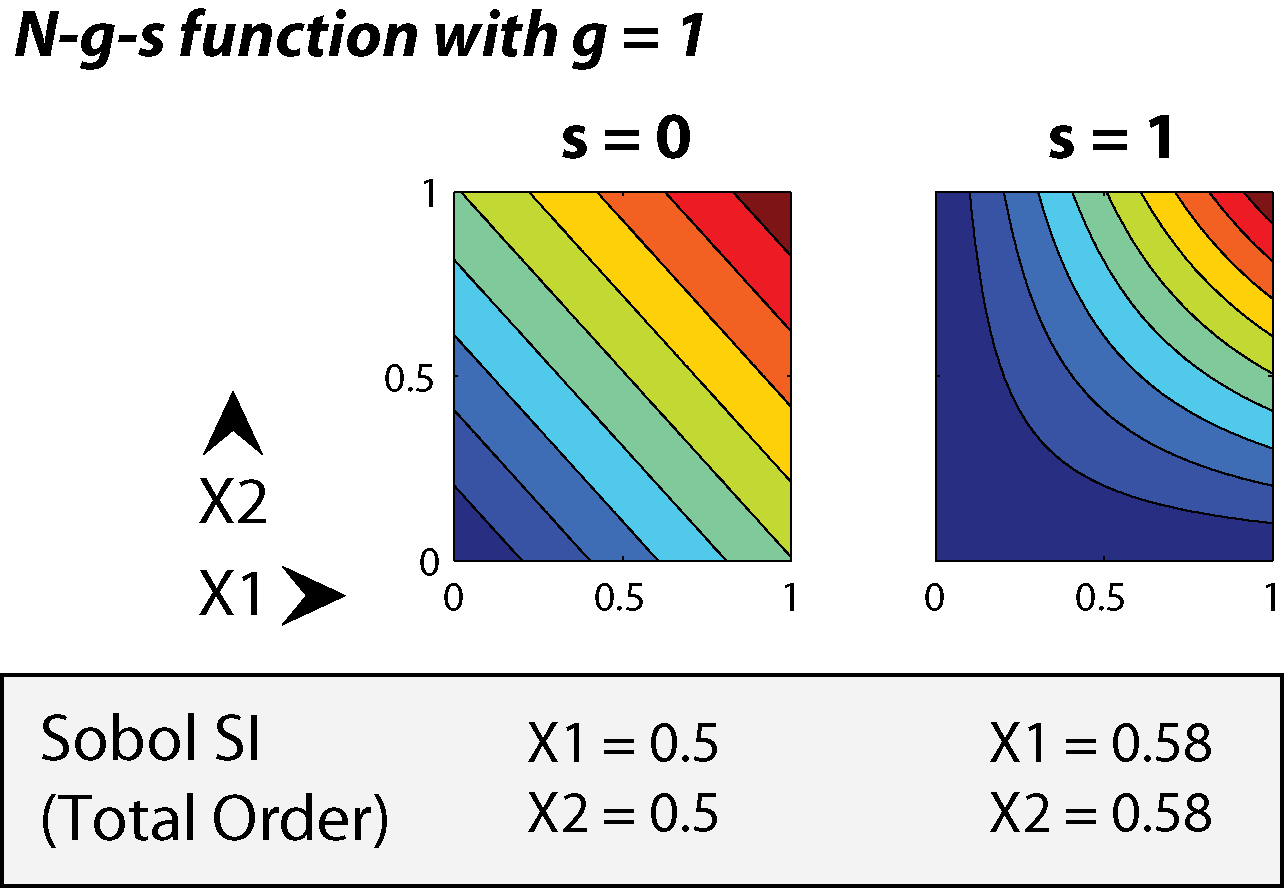 N-g-s function with g = 1
s = 0
s = 1
1
0.5
0
X2
X1
0 0.5 1
0 0.5 1
Sobol SI
(Total Order)
X1 = 0.5
X2 = 0.5
X1 = 0.58
X2 = 0.58